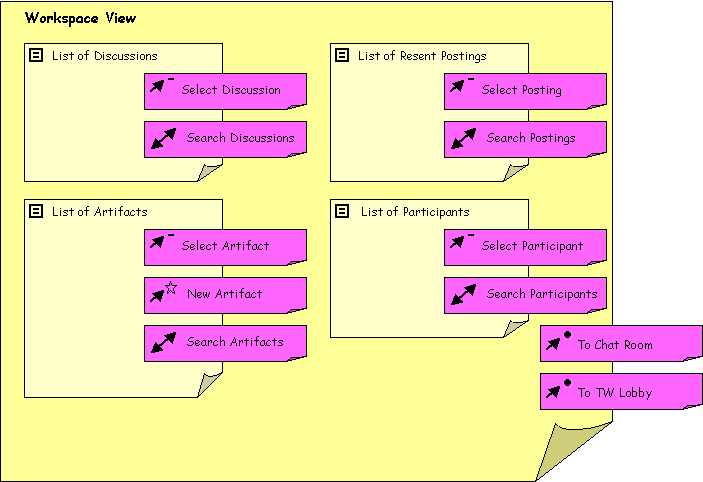 Workspace View
List of Discussions
Select Discussion
Search Discussions
List of Resent Postings
Select Posting
Search Postings
List of Artifacts
Select Artifact
New Artifact
Search Artifacts
List of Participants
Select Participant
Search Participants
To Chat Room
To TW Lobby